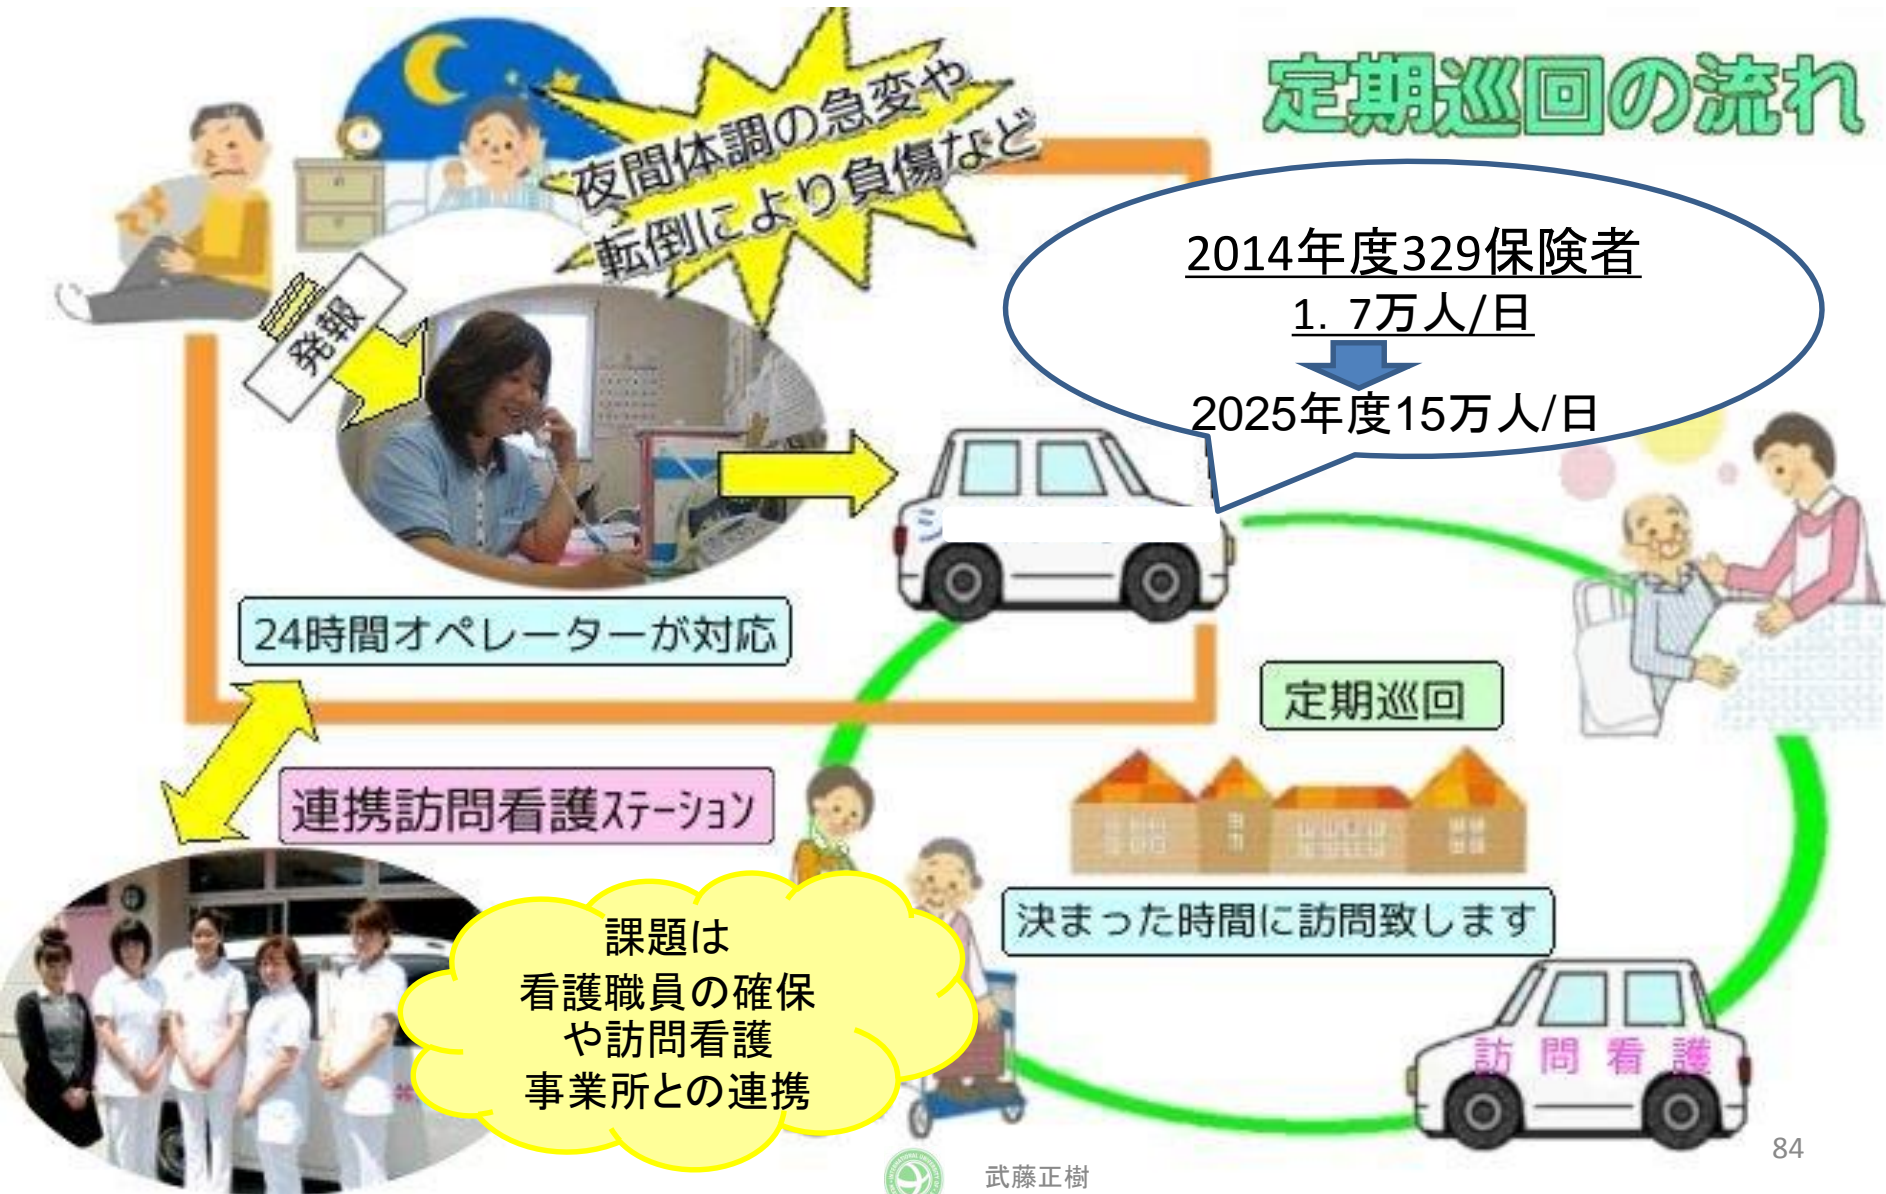 定期巡回の流れ
夜間体調の急変や
転倒により負傷など
発報
2014年度329保険者
1．7万人/日
2025年度15万人/日
24時間オペレーターが対応
定期巡回
連携訪問看護ステーション
決まった時間に訪問致します
課題は
看護職員の確保
や訪問看護
事業所との連携
訪問看護
84
武藤正樹